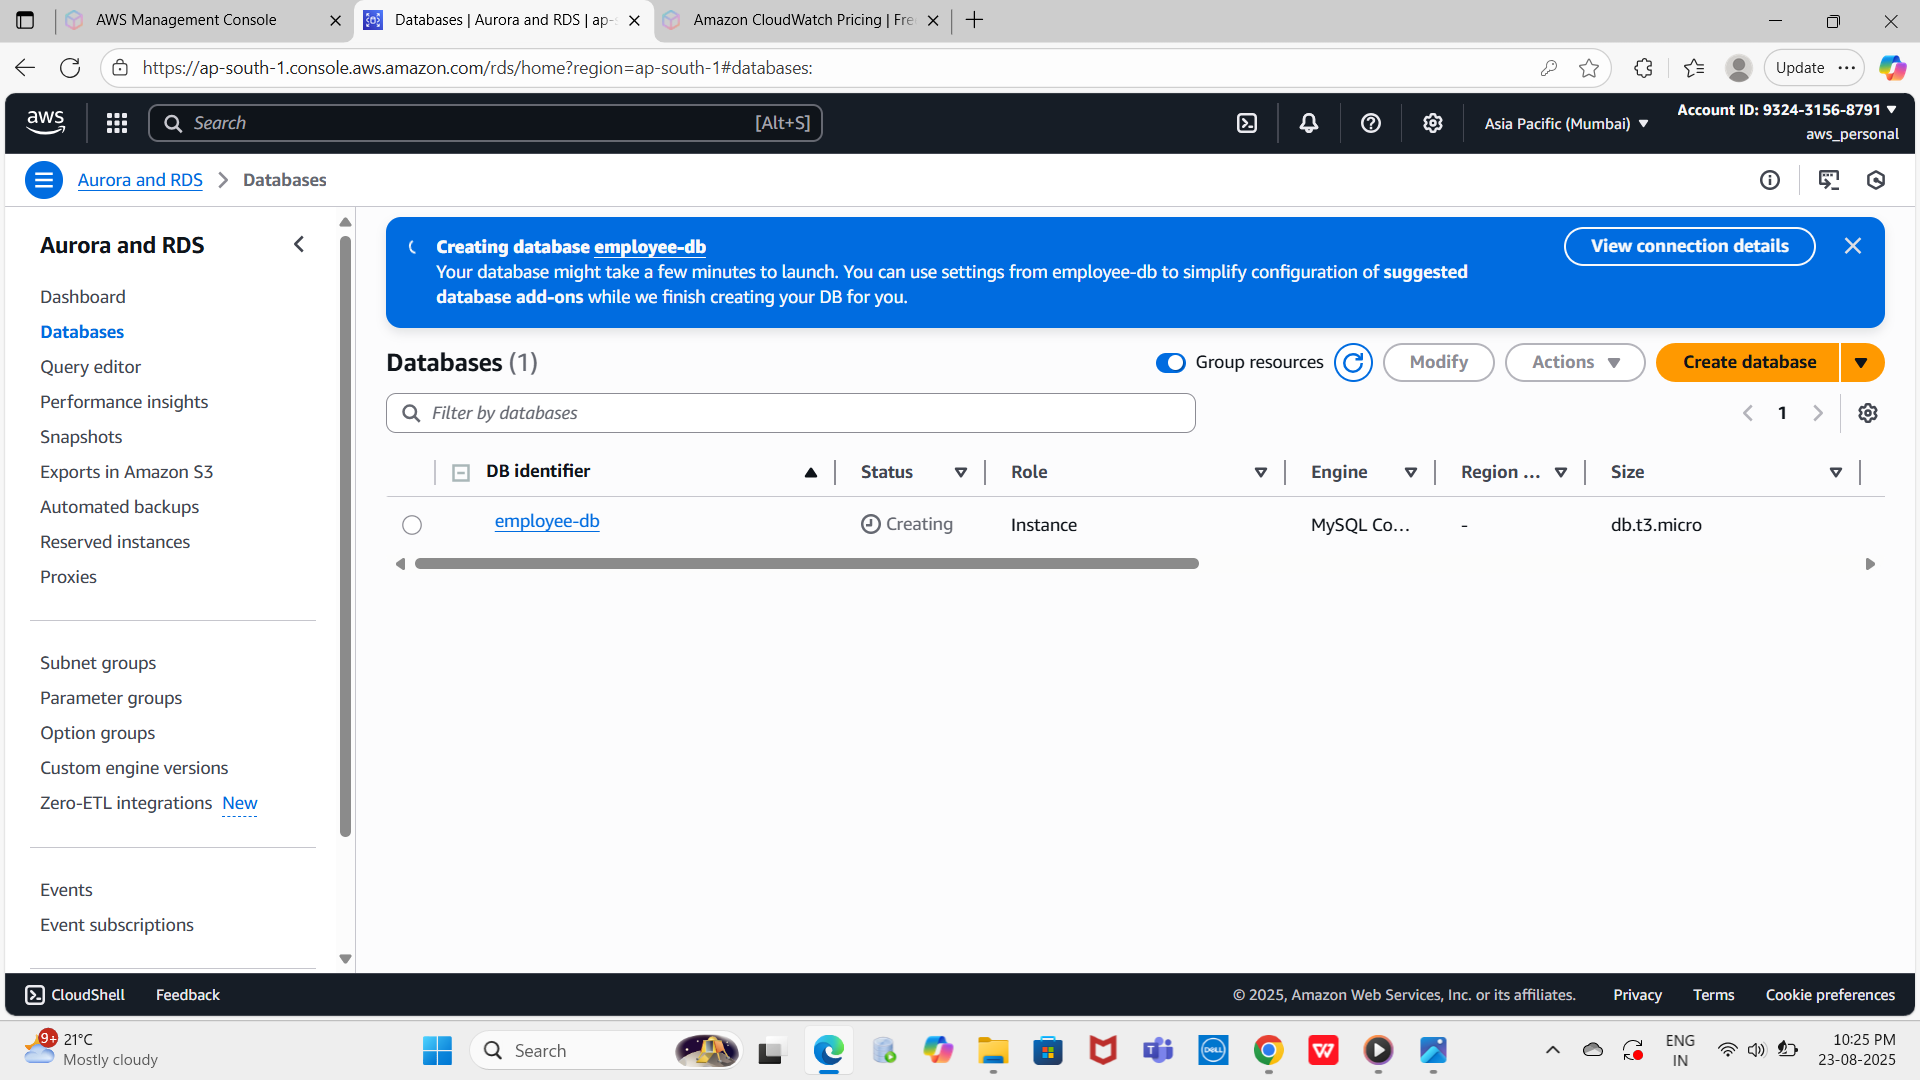 AWS Management Console
Databases | Aurora and RDS | ap-s
Amazon CloudWatch Pricing | Free
https://ap-south-1.console.aws.amazon.com/rds/home?region=ap-south-1#databases:
Update
aws
Search
[Alt+S]
Asia Pacific (Mumbai)
Account ID: 9324-3156-8791
aws_personal
Aurora and RDS
Databases
Aurora and RDS
Dashboard
Databases
Query editor
Performance insights
Snapshots
Exports in Amazon S3
Automated backups
Reserved instances
Proxies
Subnet groups
Parameter groups
Option groups
Custom engine versions
Zero-ETL integrations New
Events
Event subscriptions
Creating database employee-db
Your database might take a few minutes to launch. You can use settings from employee-db to simplify configuration of suggested
database add-ons while we finish creating your DB for you.
View connection details
Databases (1)
Group resources
Modify
Actions
Create database
Filter by databases
1
DB identifier
Status
Role
Engine
Region ...
Size
employee-db
Creating
Instance
MySQL Co...
-
db.t3.micro
CloudShell
Feedback
© 2025, Amazon Web Services, Inc. or its affiliates.
Privacy
Terms
Cookie preferences
9+
21°C
Mostly cloudy
Search
DELL
ENG
IN
10:25 PM
23-08-2025